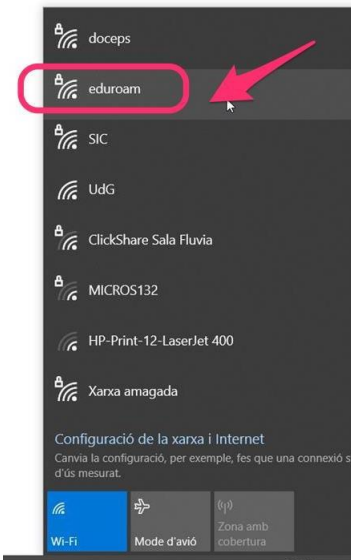 doceps
eduroam
SIC
UdG
ClickShare Sala Fluvia
MICROS132
HP-Print-12-LaserJet 400
Xarxa amagada
Configuració de la xarxa i Internet
Canvia la configuració, per exemple, fes que una connexió s
d'ús mesurat.
Wi-Fi
Mode d'avió
Zona amb
cobertura